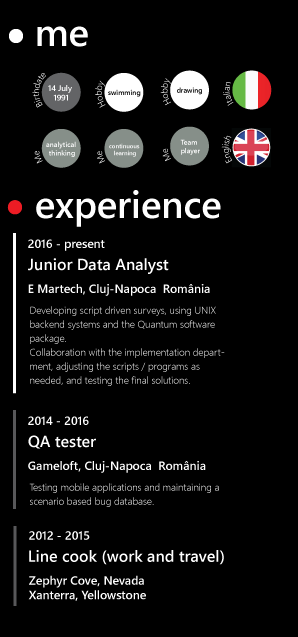 me
Birthdate
14 July
1991
Hobby
swimming
Hobby
drawing
Italian
Me
analytical
thinking
Me
continuous
learning
Me
Team
player
English
experience
2016 - present
Junior Data Analyst
E Martech, Cluj-Napoca România
Developing script driven surveys, using UNIX
backend systems and the Quantum software
package.
Collaboration with the implementation depart-
ment, adjusting the scripts / programs as
needed, and testing the final solutions.
2014 - 2016
QA tester
Gameloft, Cluj-Napoca România
Testing mobile applications and maintaining a
scenario based bug database.
2012 - 2015
Line cook (work and travel)
Zephyr Cove, Nevada
Xanterra, Yellowstone